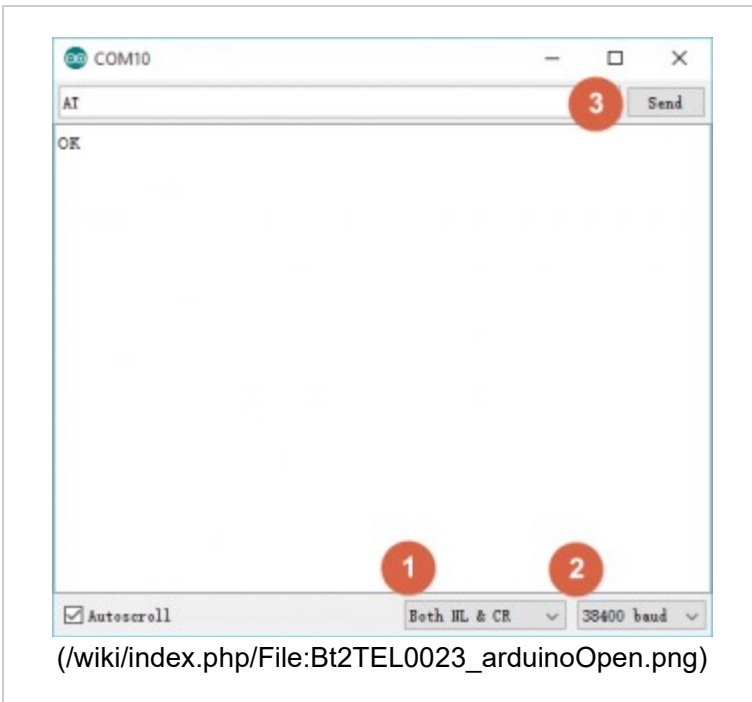 COM10
AT
3
Send
OK
1
2
Autoscroll
Both NL & CR
38400 baud
(/wiki/index.php/File:Bt2TEL0023_arduinoOpen.png)